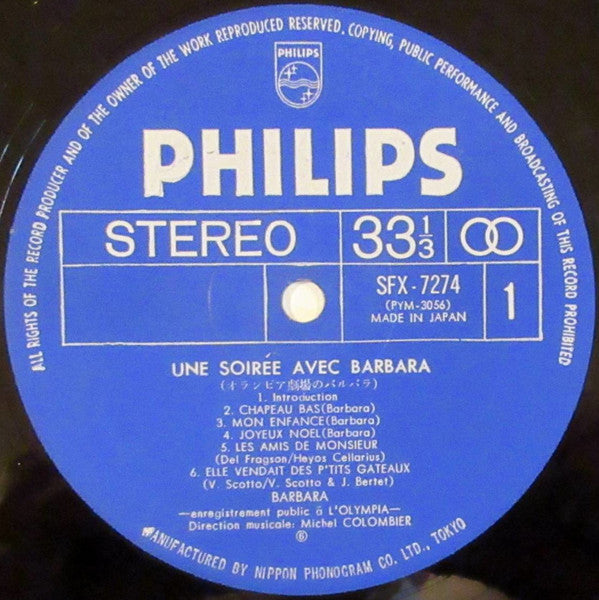 ALL RIGHTS OF THE RECORD PRODUCER AND OF THE OWNER OF THE WORK REPRODUCED RESERVED. COPYING, PUBLIC PERFORMANCE AND BROADCASTING OF THIS RECORD PROHIBITED
PHILIPS
PHILIPS
STEREO 33 1/3
SFX-7274
(PYM-3056)
MADE IN JAPAN
1
UNE SOIRÉE AVEC BARBARA
(オランピア劇場のバルバラ)
1. Introduction
2. CHAPEAU BAS(Barbara)
3. MON ENFANCE(Barbara)
4. JOYEUX NOEL(Barbara)
5. LES AMIS DE MONSIEUR
(Del Fragson/Heyos Cellarius)
6. ELLE VENDAIT DES P'TITS GATEAUX
(V. Scotto/V. Scotto & J. Bertet)
BARBARA
—enregistrement public à L'OLYMPIA—
Direction musicale: Michel COLOMBIER
MANUFACTURED BY NIPPON PHONOGRAM CO. LTD., TOKYO